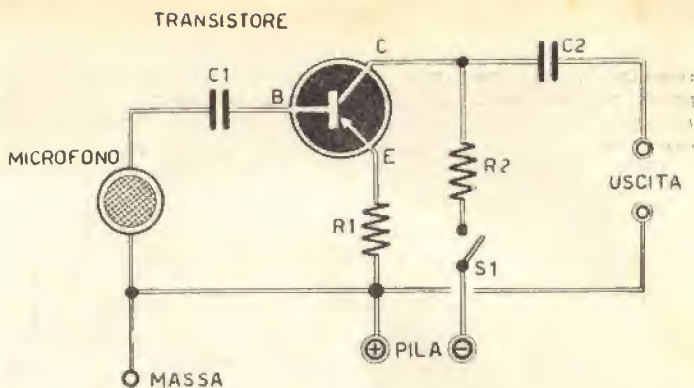 TRANSISTORE
C1
B
C
E
C2
MICROFONO
R1
R2
S1
USCITA
+ PILA −
MASSA